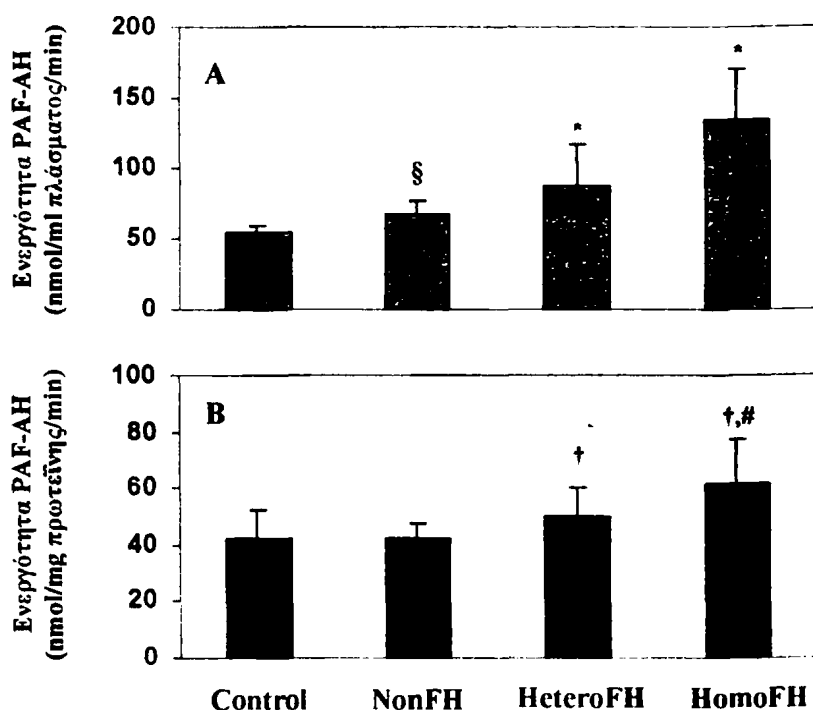 Ενεργότητα PAF-AH
(nmol/ml πλάσματος/min)
200
150
100
50
0
A
§
*
*
Ενεργότητα PAF-AH
(nmol/mg πρωτεΐνης/min)
100
80
60
40
20
0
B
†
†,#
Control NonFH HeteroFH HomoFH